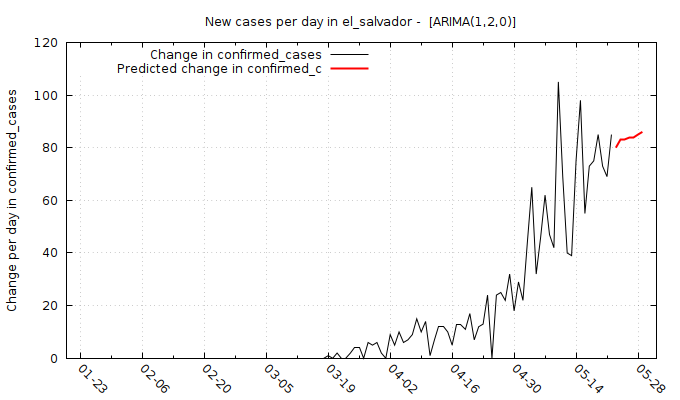 New cases per day in el_salvador -  [ARIMA(1,2,0)]
Change in confirmed_cases
Predicted change in confirmed_c
Change per day in confirmed_cases
120
100
80
60
40
20
0
01-23 02-06 02-20 03-05 03-19 04-02 04-16 04-30 05-14 05-28